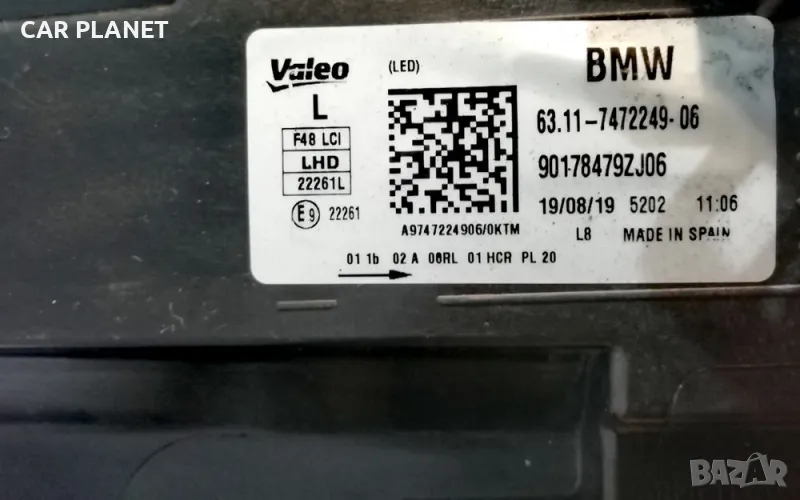 CAR PLANET
Valeo
(LED)
BMW
L
F48 LCI
LHD
22261L
E9 22261
63.11-7472249-06
90178479ZJ06
19/08/19 5202 11:06
A9747224906/0KTM
L8 MADE IN SPAIN
01 1b 02 A 06RL 01 HCR PL 20
BAZAR